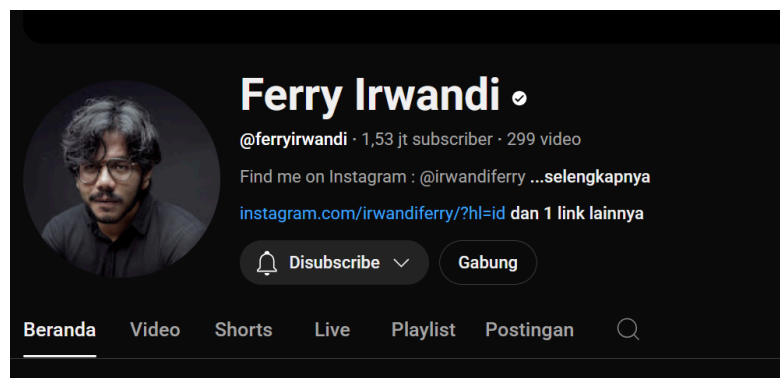 Ferry Irwandi
@ferryirwandi · 1,53 jt subscriber · 299 video
Find me on Instagram : @irwandiferry ...selengkapnya
instagram.com/irwandiferry/?hl=id dan 1 link lainnya
Disubscribe Gabung
Beranda Video Shorts Live Playlist Postingan